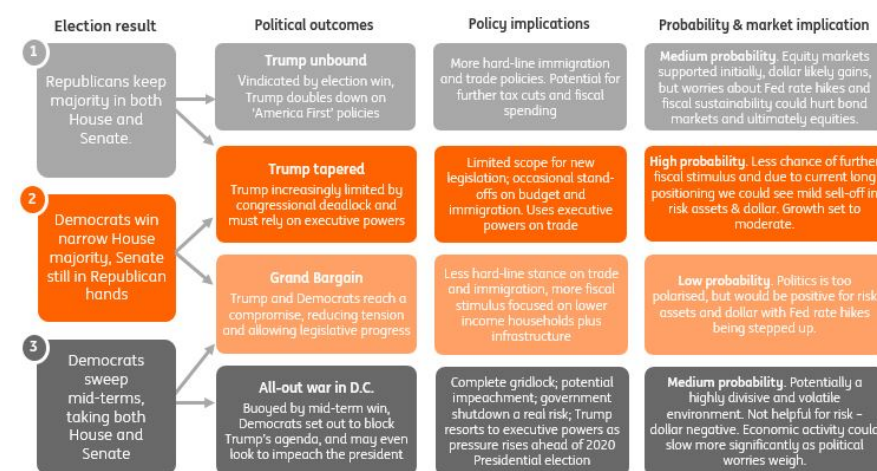 Election result
Political outcomes
Policy implications
Probability & market implication
1
Republicans keep
majority in both
House and
Senate.
Trump unbound
Vindicated by election win,
Trump doubles down on
'America First' policies
More hard-line immigration
and trade policies. Potential for
further tax cuts and fiscal
spending
Medium probability. Equity markets
supported initially, dollar likely gains,
but worries about Fed rate hikes and
fiscal sustainability could hurt bond
markets and ultimately equities.
2
Democrats win
narrow House
majority, Senate
still in Republican
hands
Trump tapered
Trump increasingly limited by
congressional deadlock and
must rely on executive powers
Limited scope for new
legislation; occasional stand-
offs on budget and
immigration. Uses executive
powers on trade
High probability. Less chance of further
fiscal stimulus and due to current long
positioning we could see mild sell-off in
risk assets & dollar. Growth set to
moderate.
Grand Bargain
Trump and Democrats reach a
compromise, reducing tension
and allowing legislative progress
Less hard-line stance on trade
and immigration, more fiscal
stimulus focused on lower
income households plus
infrastructure
Low probability. Politics is too
polarised, but would be positive for risk
assets and dollar with Fed rate hikes
being stepped up.
3
Democrats
sweep
mid-terms,
taking both
House and
Senate
All-out war in D.C.
Buoyed by mid-term win,
Democrats set out to block
Trump's agenda, and may even
look to impeach the president
Complete gridlock; potential
impeachment; government
shutdown a real risk; Trump
resorts to executive powers as
pressure rises ahead of 2020
Presidential election
Medium probability. Potentially a
highly divisive and volatile
environment. Not helpful for risk –
dollar negative. Economic activity could
slow more significantly as political
worries weigh.